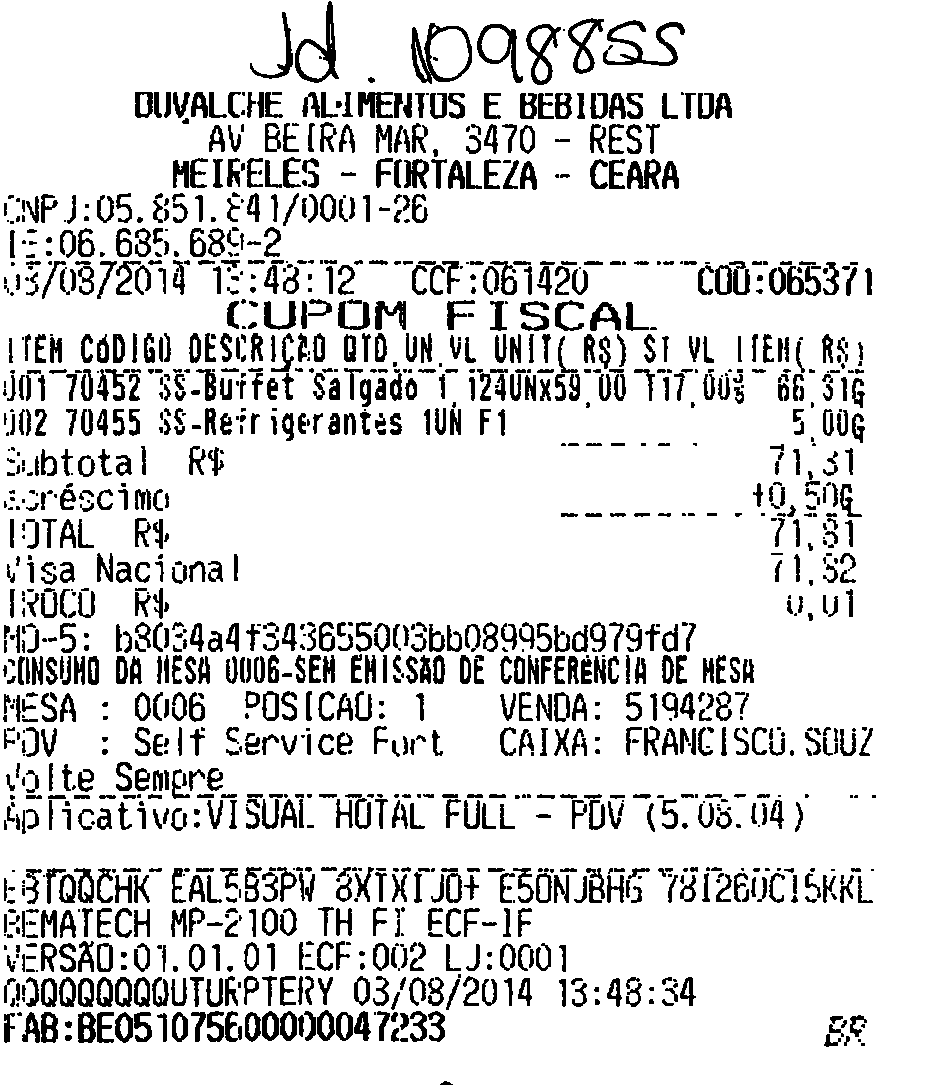 Jd. 1098855
DUVALCHE ALIMENTOS E BEBIDAS LTDA
AV BEIRA MAR, 3470 - REST
MEIRELES - FORTALEZA - CEARA
CNPJ:05.851.841/0001-26
IE:06.685.689-2
03/08/2014 13:48:12 CCF:061420 COO:065371
CUPOM FISCAL
ITEM CÓDIGO DESCRIÇÃO QTD.UN.VL UNIT( R$) ST VL ITEM( R$)
001 70452 SS-Buffet Salgado 1,124UNx59,00 T17,00% 66,31G
002 70455 SS-Refrigerantes 1UN F1 5,00G
Subtotal R$ 71,31
acréscimo +0,50G
TOTAL R$ 71,81
Visa Nacional 71,82
TROCO R$ 0,01
MD-5: b8034a4f343655003bb08995bd979fd7
CONSUMO DA MESA 0006-SEM EMISSÃO DE CONFERÊNCIA DE MESA
MESA : 0006 POSICAO: 1 VENDA: 5194287
PDV : Self Service Fort CAIXA: FRANCISCO.SOUZ
Volte Sempre
Aplicativo:VISUAL HOTAL FULL - PDV (5.08.04)
EBTQQCHK EAL5B3PW 8XTXTJO+ E50NJBHG 78I260C15KKL
BEMATECH MP-2100 TH FI ECF-IF
VERSÃO:01.01.01 ECF:002 LJ:0001
QQQQQQQQQUTURPTERY 03/08/2014 13:48:34
FAB:BE051075600000047233 BR